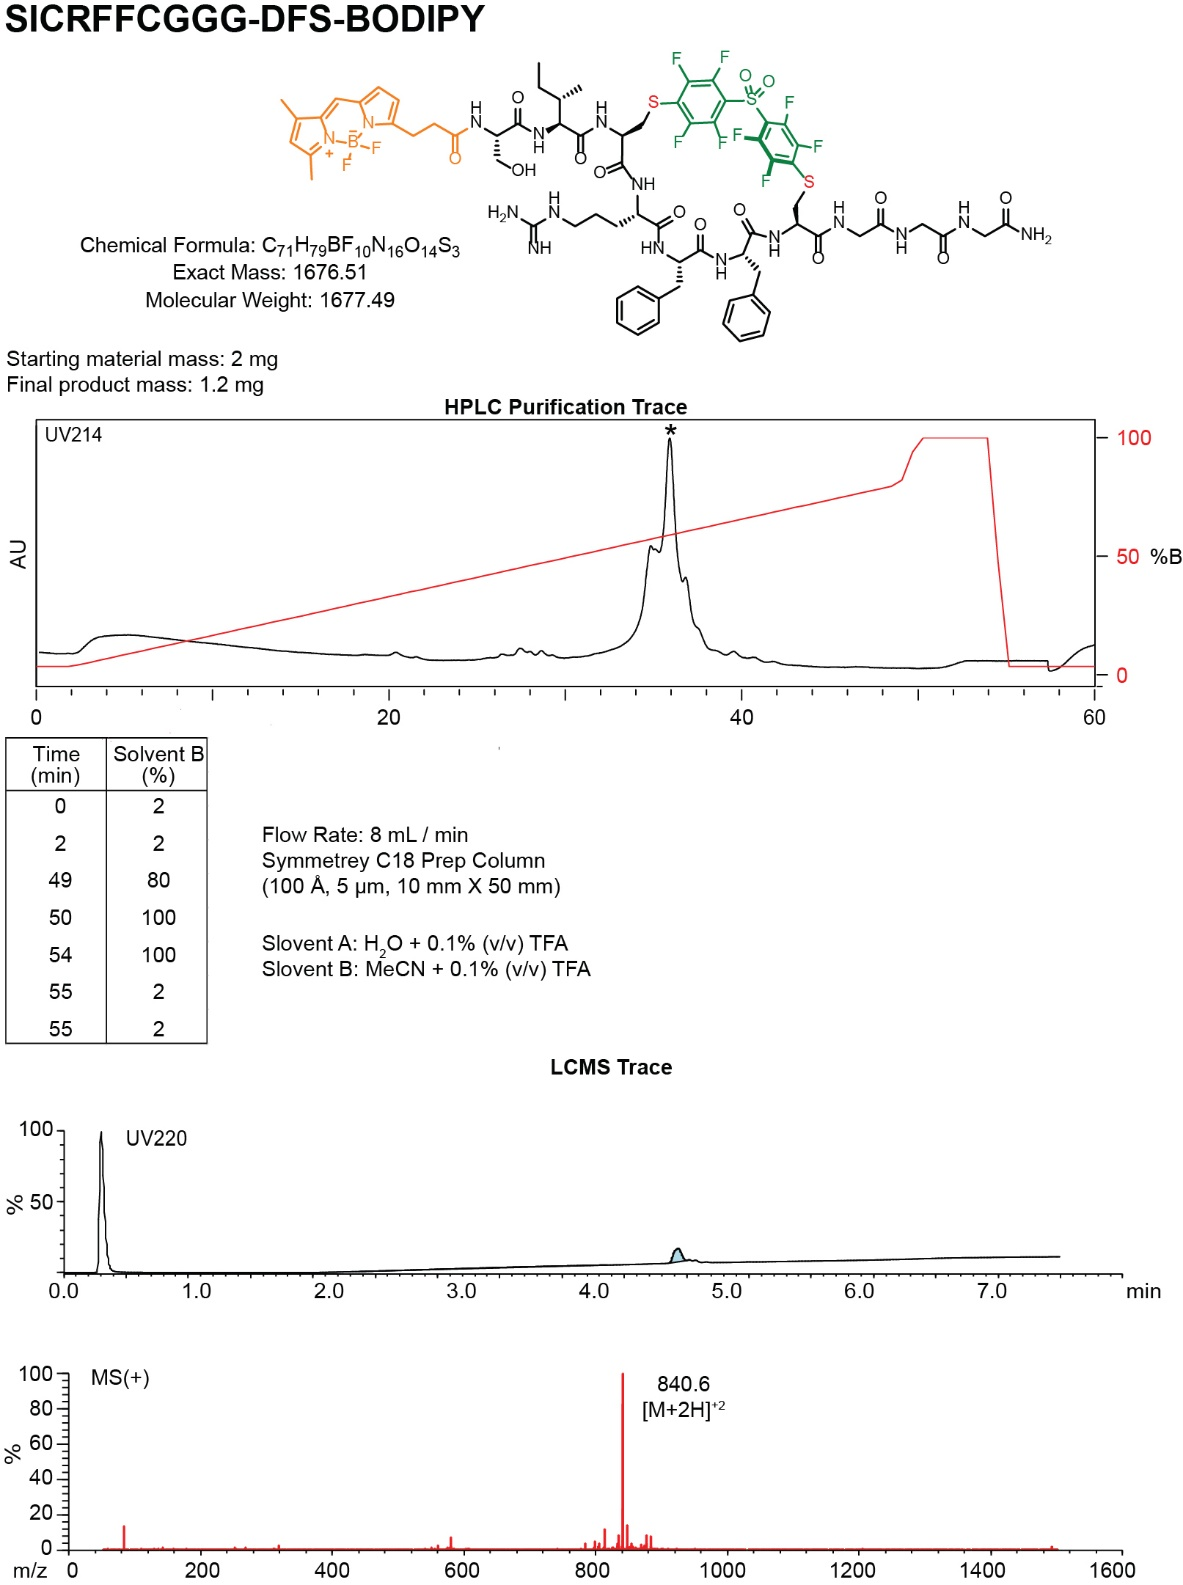 SICRFFCGGG-DFS-BODIPY
F
F
O
O
S
F
F
F
F
F
F
S
H
N
O
N
H
O
H
N
O
OH
O
NH
N
N
+
B
-
F
F
O
H₂N
H
N
NH
O
N
H
O
N
H
O
H
N
O
H
N
O
N
H
O
H
N
O
NH₂
Chemical Formula: C₇₁H₇₉BF₁₀N₁₆O₁₄S₃
Exact Mass: 1676.51
Molecular Weight: 1677.49
Starting material mass: 2 mg
Final product mass: 1.2 mg
HPLC Purification Trace
UV214
*
100
50
0
%B
AU
0 20 40 60
Time (min) Solvent B (%)
0 2
2 2
49 80
50 100
54 100
55 2
55 2
Flow Rate: 8 mL / min
Symmetrey C18 Prep Column
(100 Å, 5 µm, 10 mm X 50 mm)
Slovent A: H₂O + 0.1% (v/v) TFA
Slovent B: MeCN + 0.1% (v/v) TFA
LCMS Trace
100
50
%
UV220
0.0 1.0 2.0 3.0 4.0 5.0 6.0 7.0 min
100
80
60
40
20
0
%
MS(+)
840.6
[M+2H]⁺²
m/z 0 200 400 600 800 1000 1200 1400 1600